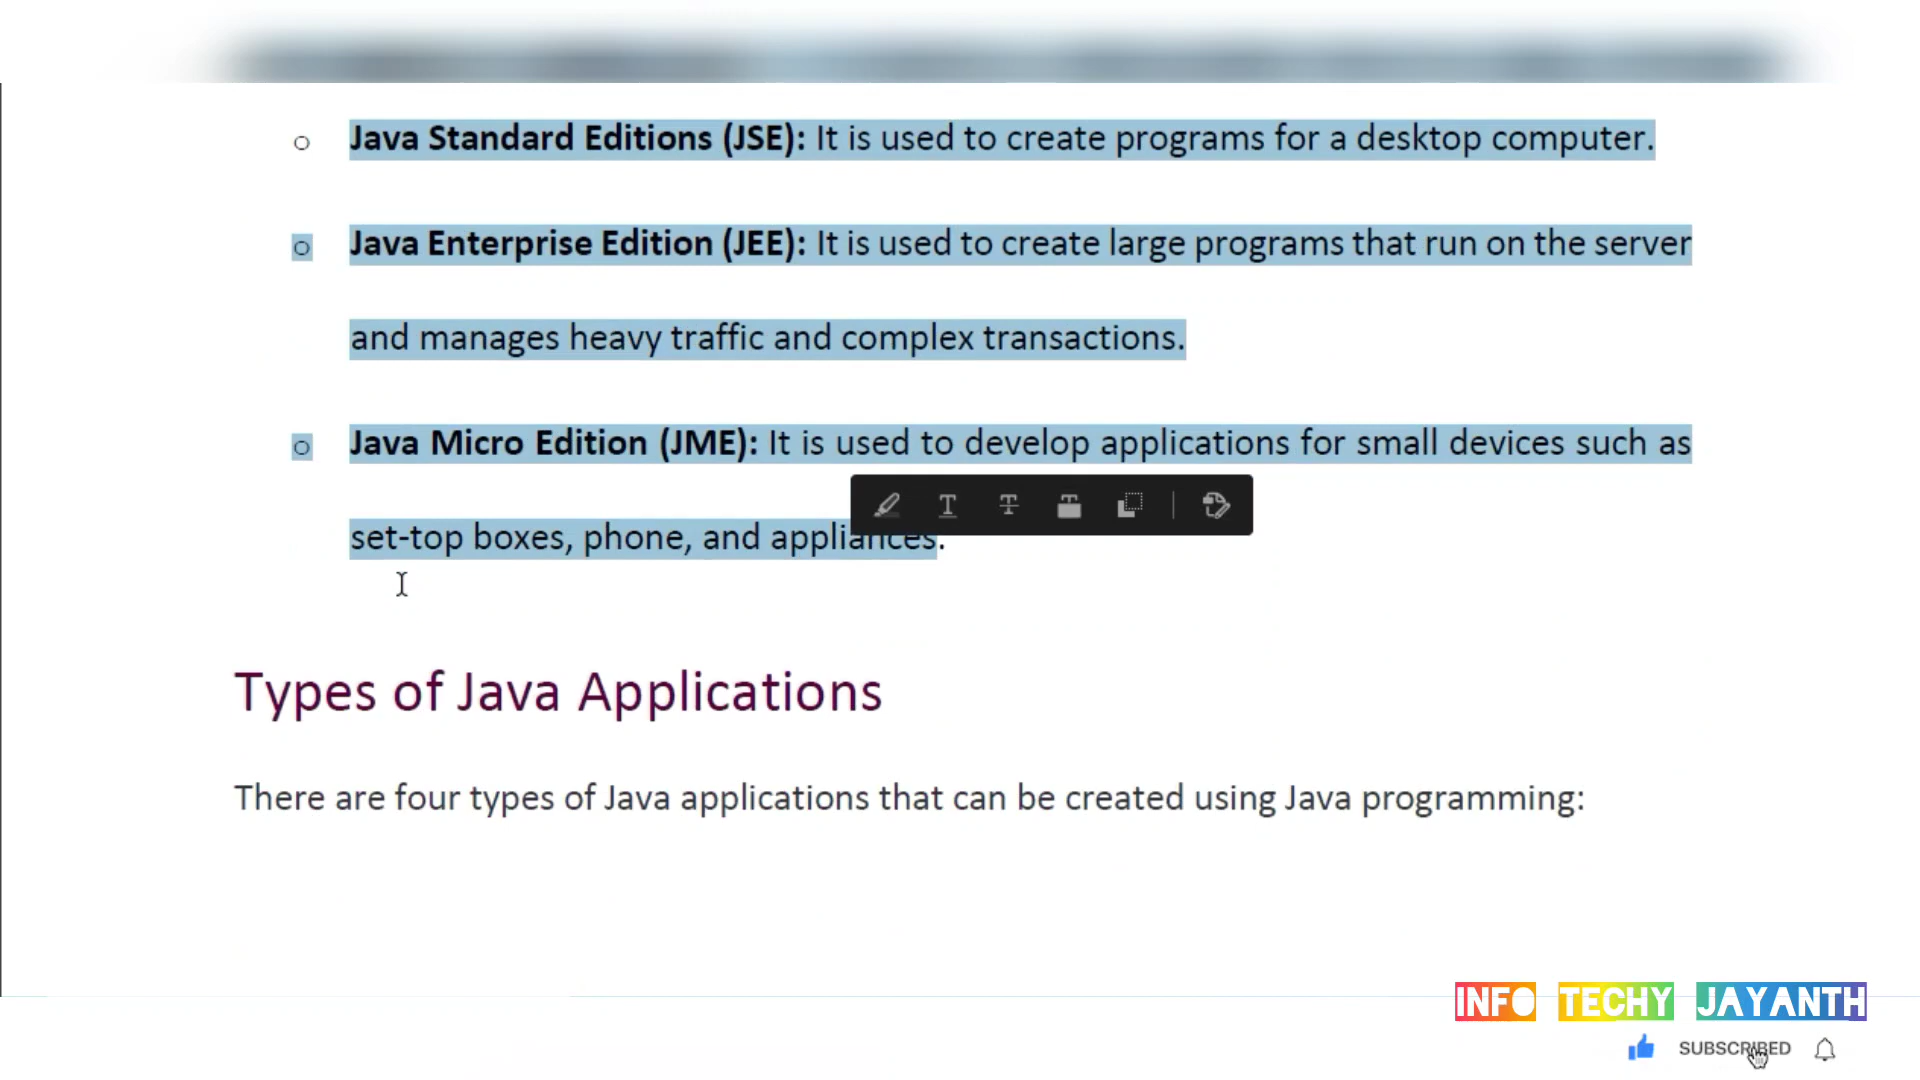 Java Standard Editions (JSE): It is used to create programs for a desktop computer.
Java Enterprise Edition (JEE): It is used to create large programs that run on the server
and manages heavy traffic and complex transactions.
Java Micro Edition (JME): It is used to develop applications for small devices such as
set-top boxes, phone, and appliances.
Types of Java Applications
There are four types of Java applications that can be created using Java programming:
INFO TECHY JAYANTH
SUBSCRIBED